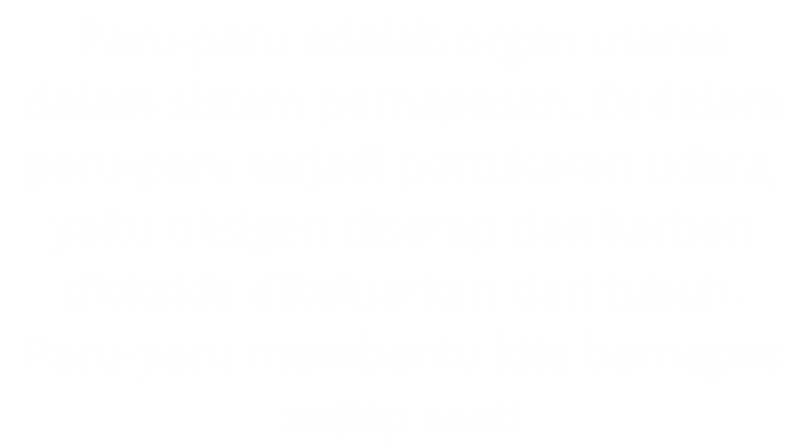 Paru-paru adalah organ utama
dalam sistem pernapasan. Di dalam
paru-paru terjadi pertukaran udara
yaitu oksigen diserap dan karbon
dioksida dikeluarkan dari tubuh.
Paru-paru membantu kita bernapas
setiap saat!